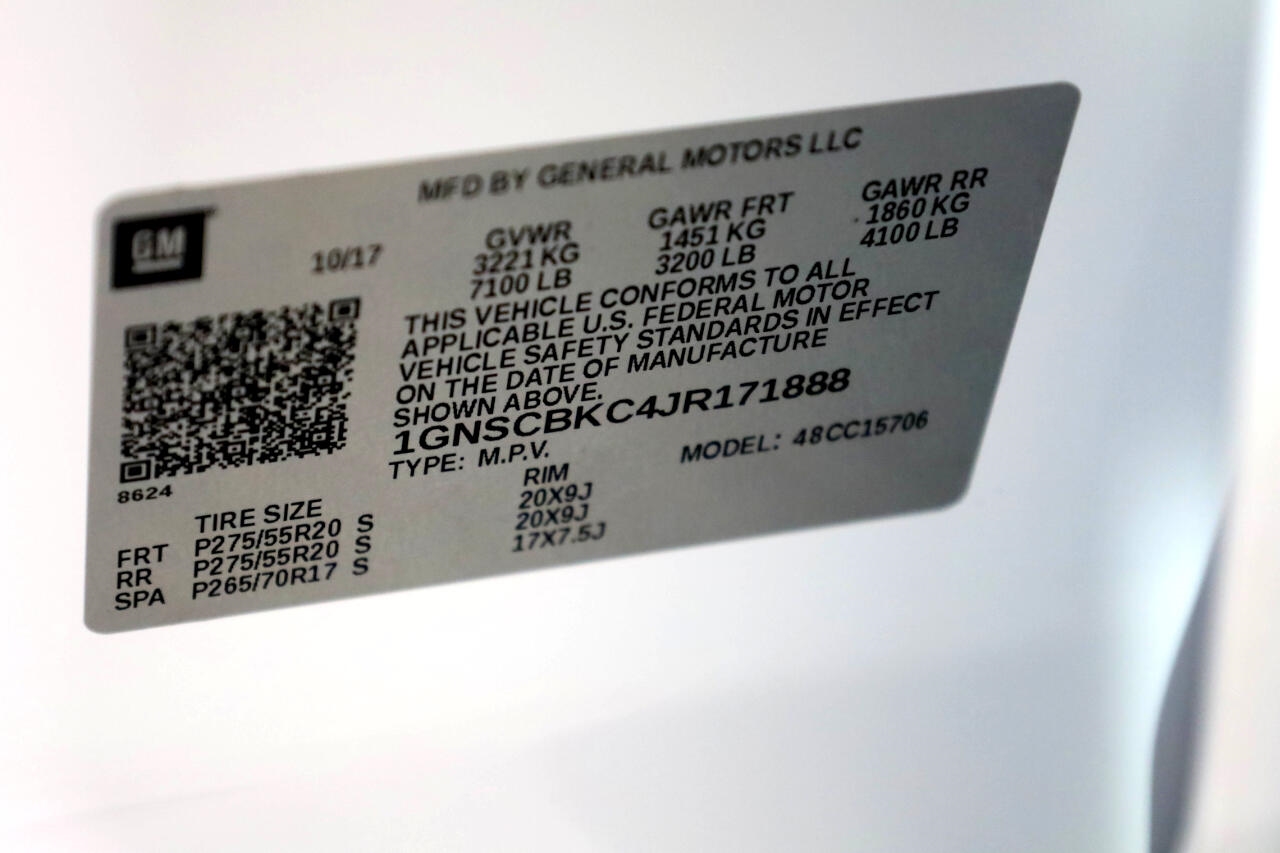 MFD BY GENERAL MOTORS LLC
GM
10/17
GVWR
3221 KG
7100 LB
GAWR FRT
1451 KG
3200 LB
GAWR RR
1860 KG
4100 LB
THIS VEHICLE CONFORMS TO ALL
APPLICABLE U.S. FEDERAL MOTOR
VEHICLE SAFETY STANDARDS IN EFFECT
ON THE DATE OF MANUFACTURE
SHOWN ABOVE.
1GNSCBKC4JR171888
TYPE: M.P.V.
MODEL: 48CC15706
8624
TIRE SIZE RIM
FRT P275/55R20 S 20X9J
RR P275/55R20 S 20X9J
SPA P265/70R17 S 17X7.5J